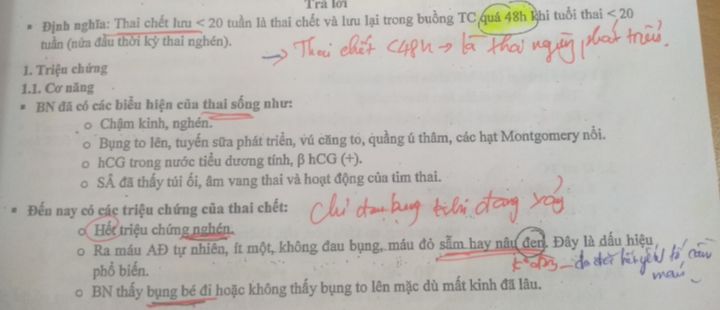 Trả lời
▪ Định nghĩa: Thai chết lưu < 20 tuần là thai chết và lưu lại trong buồng TC quá 48h khi tuổi thai < 20
tuần (nửa đầu thời kỳ thai nghén).
→ Thai chết <48h → là thai ngừng phát triển.
1. Triệu chứng
1.1. Cơ năng
▪ BN đã có các biểu hiện của thai sống như:
o Chậm kinh, nghén.
o Bụng to lên, tuyến sữa phát triển, vú căng to, quầng ú thâm, các hạt Montgomery nổi.
o hCG trong nước tiểu dương tính, β hCG (+).
o SÂ đã thấy túi ối, âm vang thai và hoạt động của tim thai.
▪ Đến nay có các triệu chứng của thai chết:
Chỉ đau bụng khi đang sảy
o Hết triệu chứng nghén.
o Ra máu AĐ tự nhiên, ít một, không đau bụng, máu đỏ sẫm hay nâu đen. Đây là dấu hiệu
phổ biến.
do yếu tố
máu
o BN thấy bụng bé đi hoặc không thấy bụng to lên mặc dù mất kinh đã lâu.